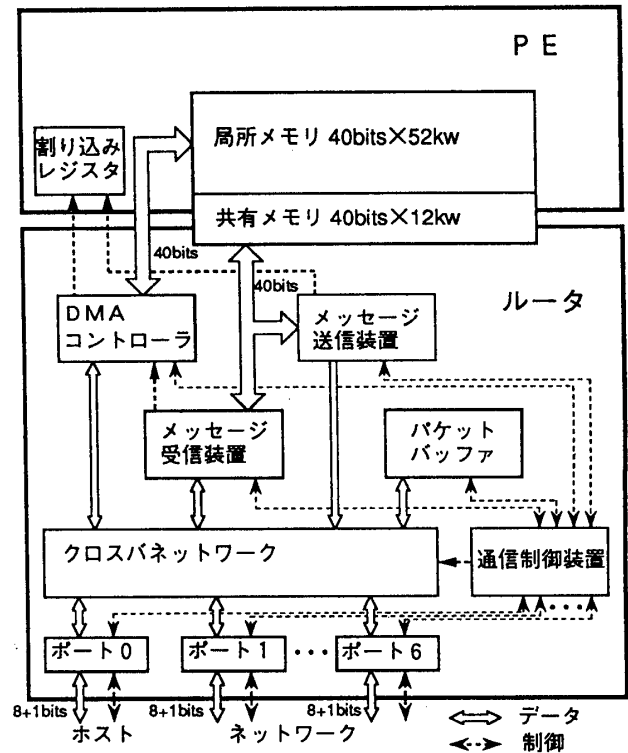 PE
局所メモリ 40bits×52kw
割り込み
レジスタ
共有メモリ 40bits×12kw
40bits
40bits
ルータ
DMA
コントローラ
メッセージ
送信装置
メッセージ
受信装置
パケット
バッファ
クロスバネットワーク
通信制御装置
ポート0
ポート1
・・・
ポート6
・・・
8+1bits
8+1bits
8+1bits
ホスト
ネットワーク
データ
制御